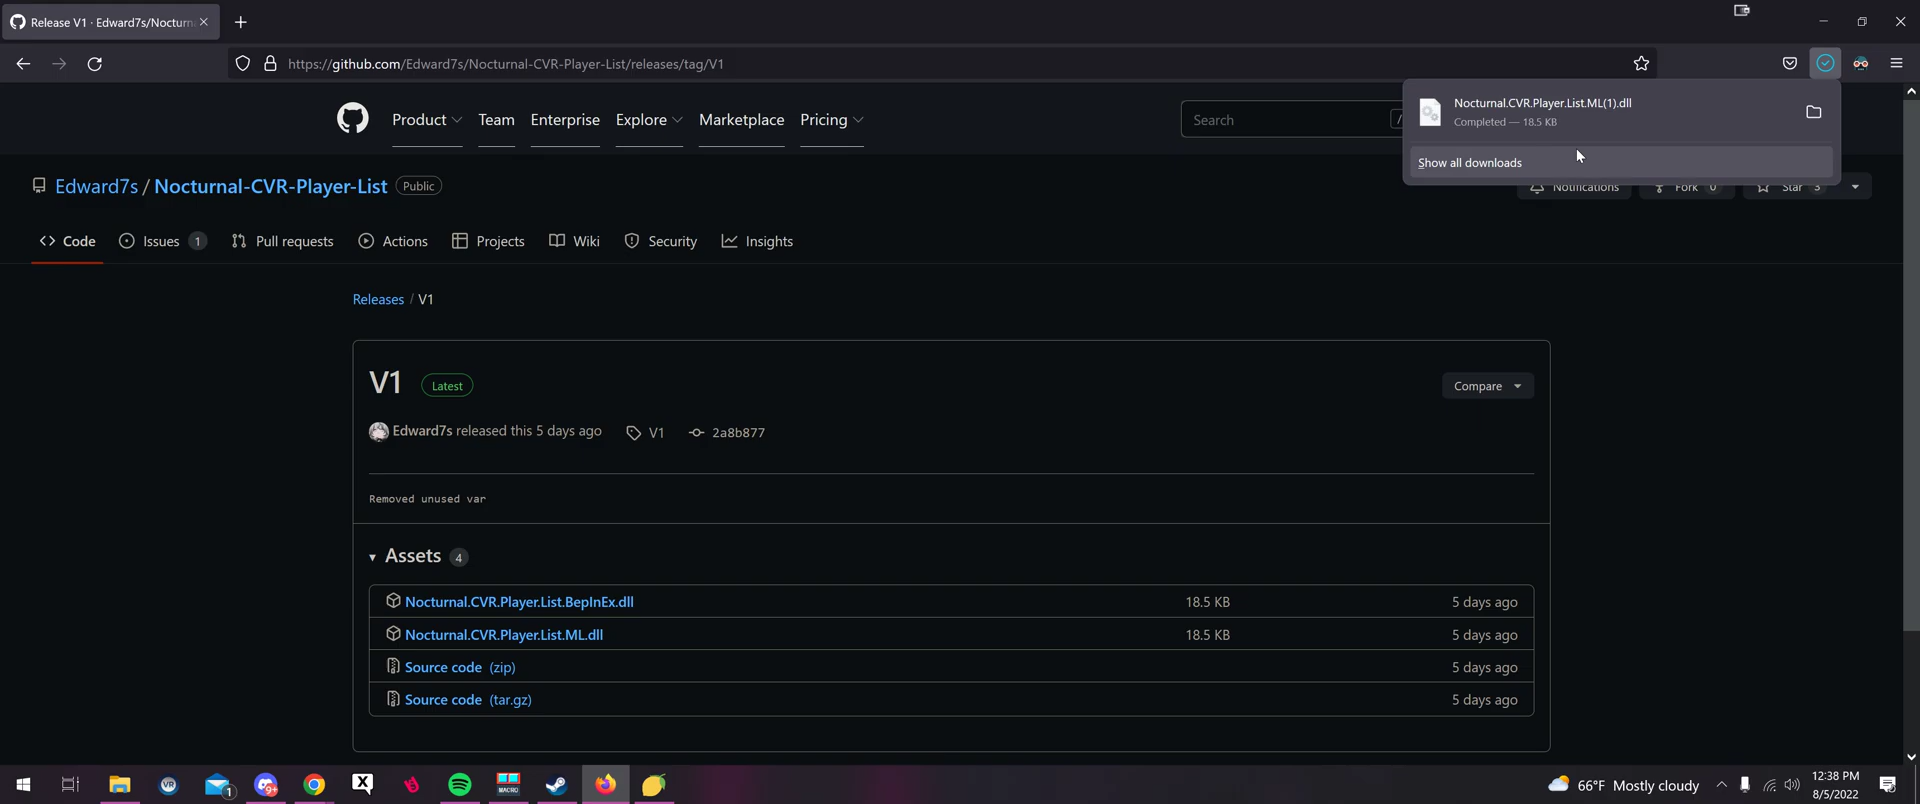 Release V1 · Edward7s/Nocturn
https://github.com/Edward7s/Nocturnal-CVR-Player-List/releases/tag/V1
Nocturnal.CVR.Player.List.ML(1).dll
Completed — 18.5 KB
Show all downloads
Product Team Enterprise Explore Marketplace Pricing
Search /
Edward7s / Nocturnal-CVR-Player-List Public
Notifications Fork 0 Star 3
Code Issues 1 Pull requests Actions Projects Wiki Security Insights
Releases / V1
V1 Latest
Compare
Edward7s released this 5 days ago V1 2a8b877
Removed unused var
Assets 4
Nocturnal.CVR.Player.List.BepInEx.dll 18.5 KB 5 days ago
Nocturnal.CVR.Player.List.ML.dll 18.5 KB 5 days ago
Source code (zip) 5 days ago
Source code (tar.gz) 5 days ago
VR 1 9+ X MACRO
66°F Mostly cloudy
12:38 PM
8/5/2022